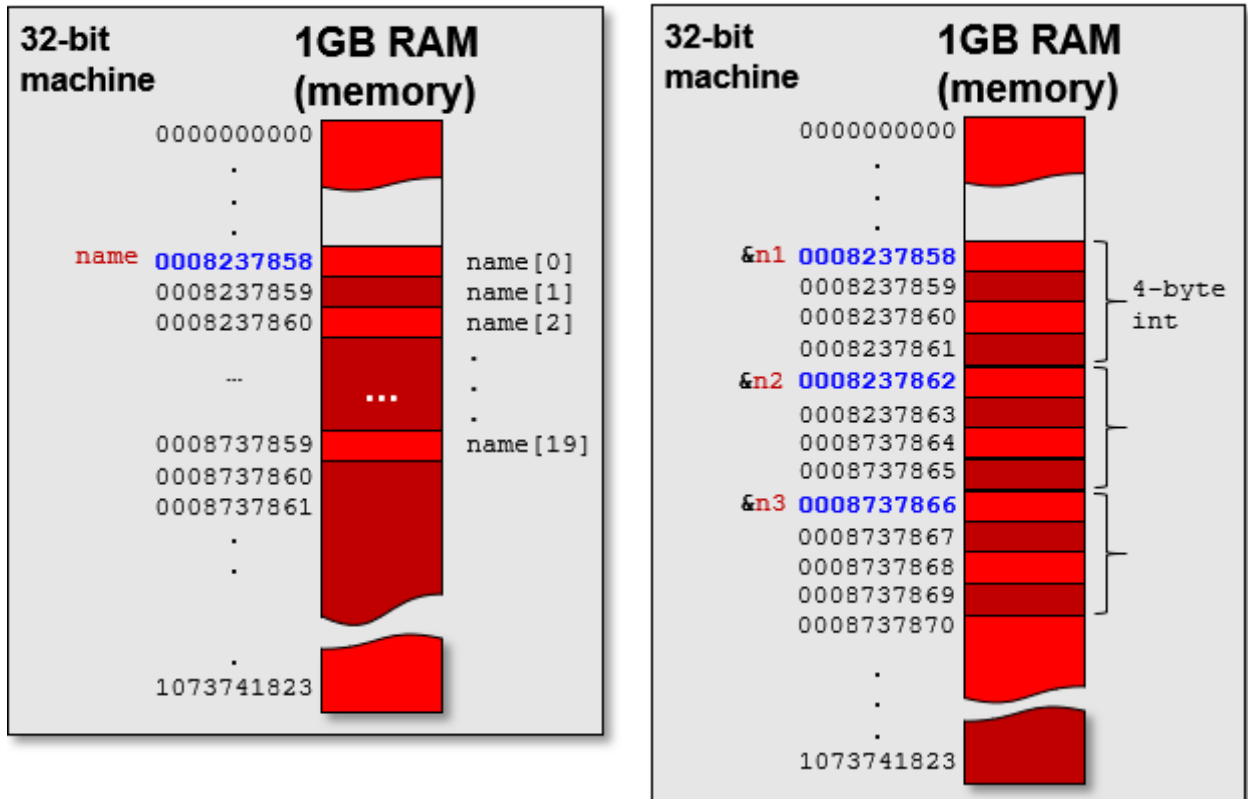 32-bit machine
1GB RAM (memory)
0000000000
.
.
.
name 0008237858 name[0]
0008237859 name[1]
0008237860 name[2]
.
... ... .
.
0008737859 name[19]
0008737860
0008737861
.
.
.
1073741823
32-bit machine
1GB RAM (memory)
0000000000
.
.
.
&n1 0008237858
0008237859 4-byte
0008237860 int
0008237861
&n2 0008237862
0008237863
0008737864
0008737865
&n3 0008737866
0008737867
0008737868
0008737869
0008737870
.
.
.
1073741823